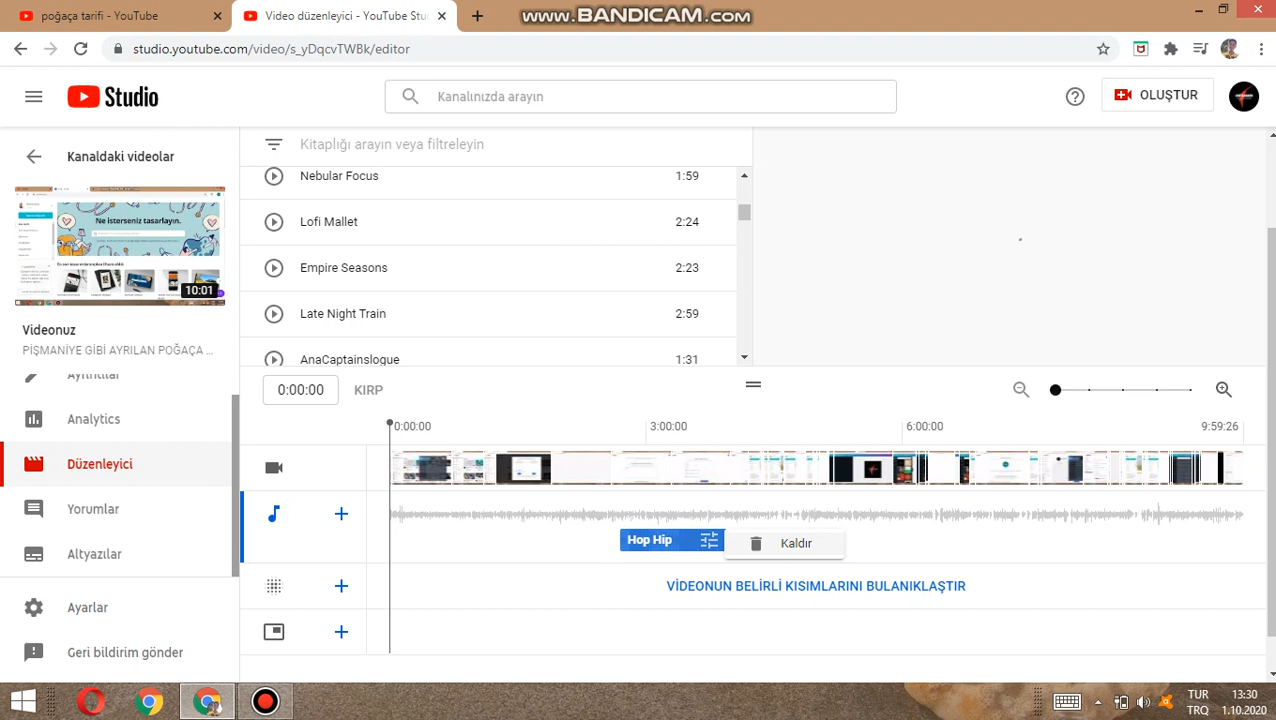 poğaça tarifi - YouTube
Video düzenleyici - YouTube Stu
www.BANDICAM.com
studio.youtube.com/video/s_yDqcvTWBk/editor
Studio
Kanalınızda arayın
OLUŞTUR
Kanaldaki videolar
Kitaplığı arayın veya filtreleyin
Nebular Focus 1:59
Lofi Mallet 2:24
Empire Seasons 2:23
Late Night Train 2:59
AnaCaptainslogue 1:31
Ne isterseniz tasarlayın.
10:01
Videonuz
PİŞMANİYE GİBİ AYRILAN POĞAÇA ...
Ayrıntılar
Analytics
Düzenleyici
Yorumlar
Altyazılar
Ayarlar
Geri bildirim gönder
0:00:00 KIRP
0:00:00 3:00:00 6:00:00 9:59:26
Hop Hip
Kaldır
VİDEONUN BELİRLİ KISIMLARINI BULANIKLAŞTIR
TUR 13:30
TRQ 1.10.2020